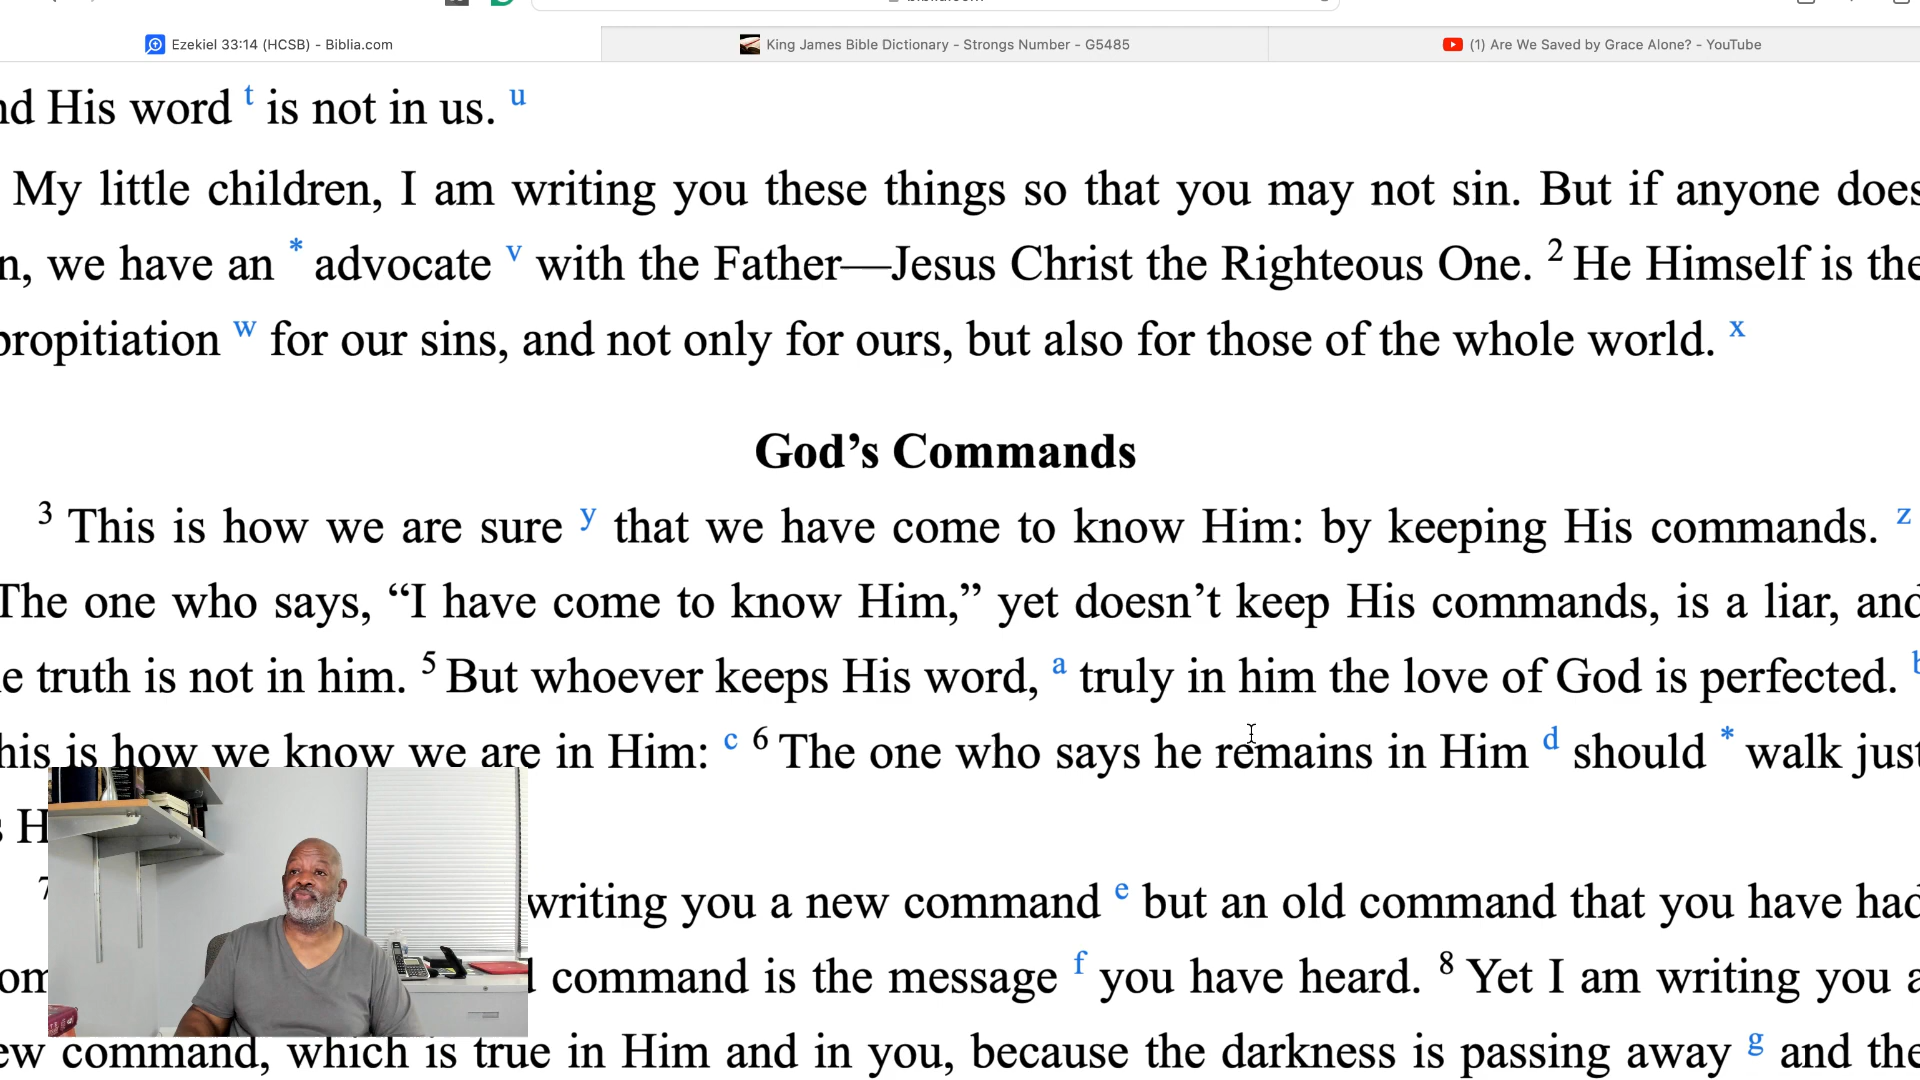 Ezekiel 33:14 (HCSB) - Biblia.com
King James Bible Dictionary - Strongs Number - G5485
(1) Are We Saved by Grace Alone? - YouTube
His word t is not in us. u
My little children, I am writing you these things so that you may not sin. But if anyone does
we have an * advocate v with the Father—Jesus Christ the Righteous One. 2 He Himself is the
propitiation w for our sins, and not only for ours, but also for those of the whole world. x
God’s Commands
3 This is how we are sure y that we have come to know Him: by keeping His commands. z
The one who says, “I have come to know Him,” yet doesn’t keep His commands, is a liar, and
truth is not in him. 5 But whoever keeps His word, a truly in him the love of God is perfected. b
is how we know we are in Him: c 6 The one who says he remains in Him d should * walk just
7 writing you a new command e but an old command that you have had
command is the message f you have heard. 8 Yet I am writing you a
command, which is true in Him and in you, because the darkness is passing away g and the